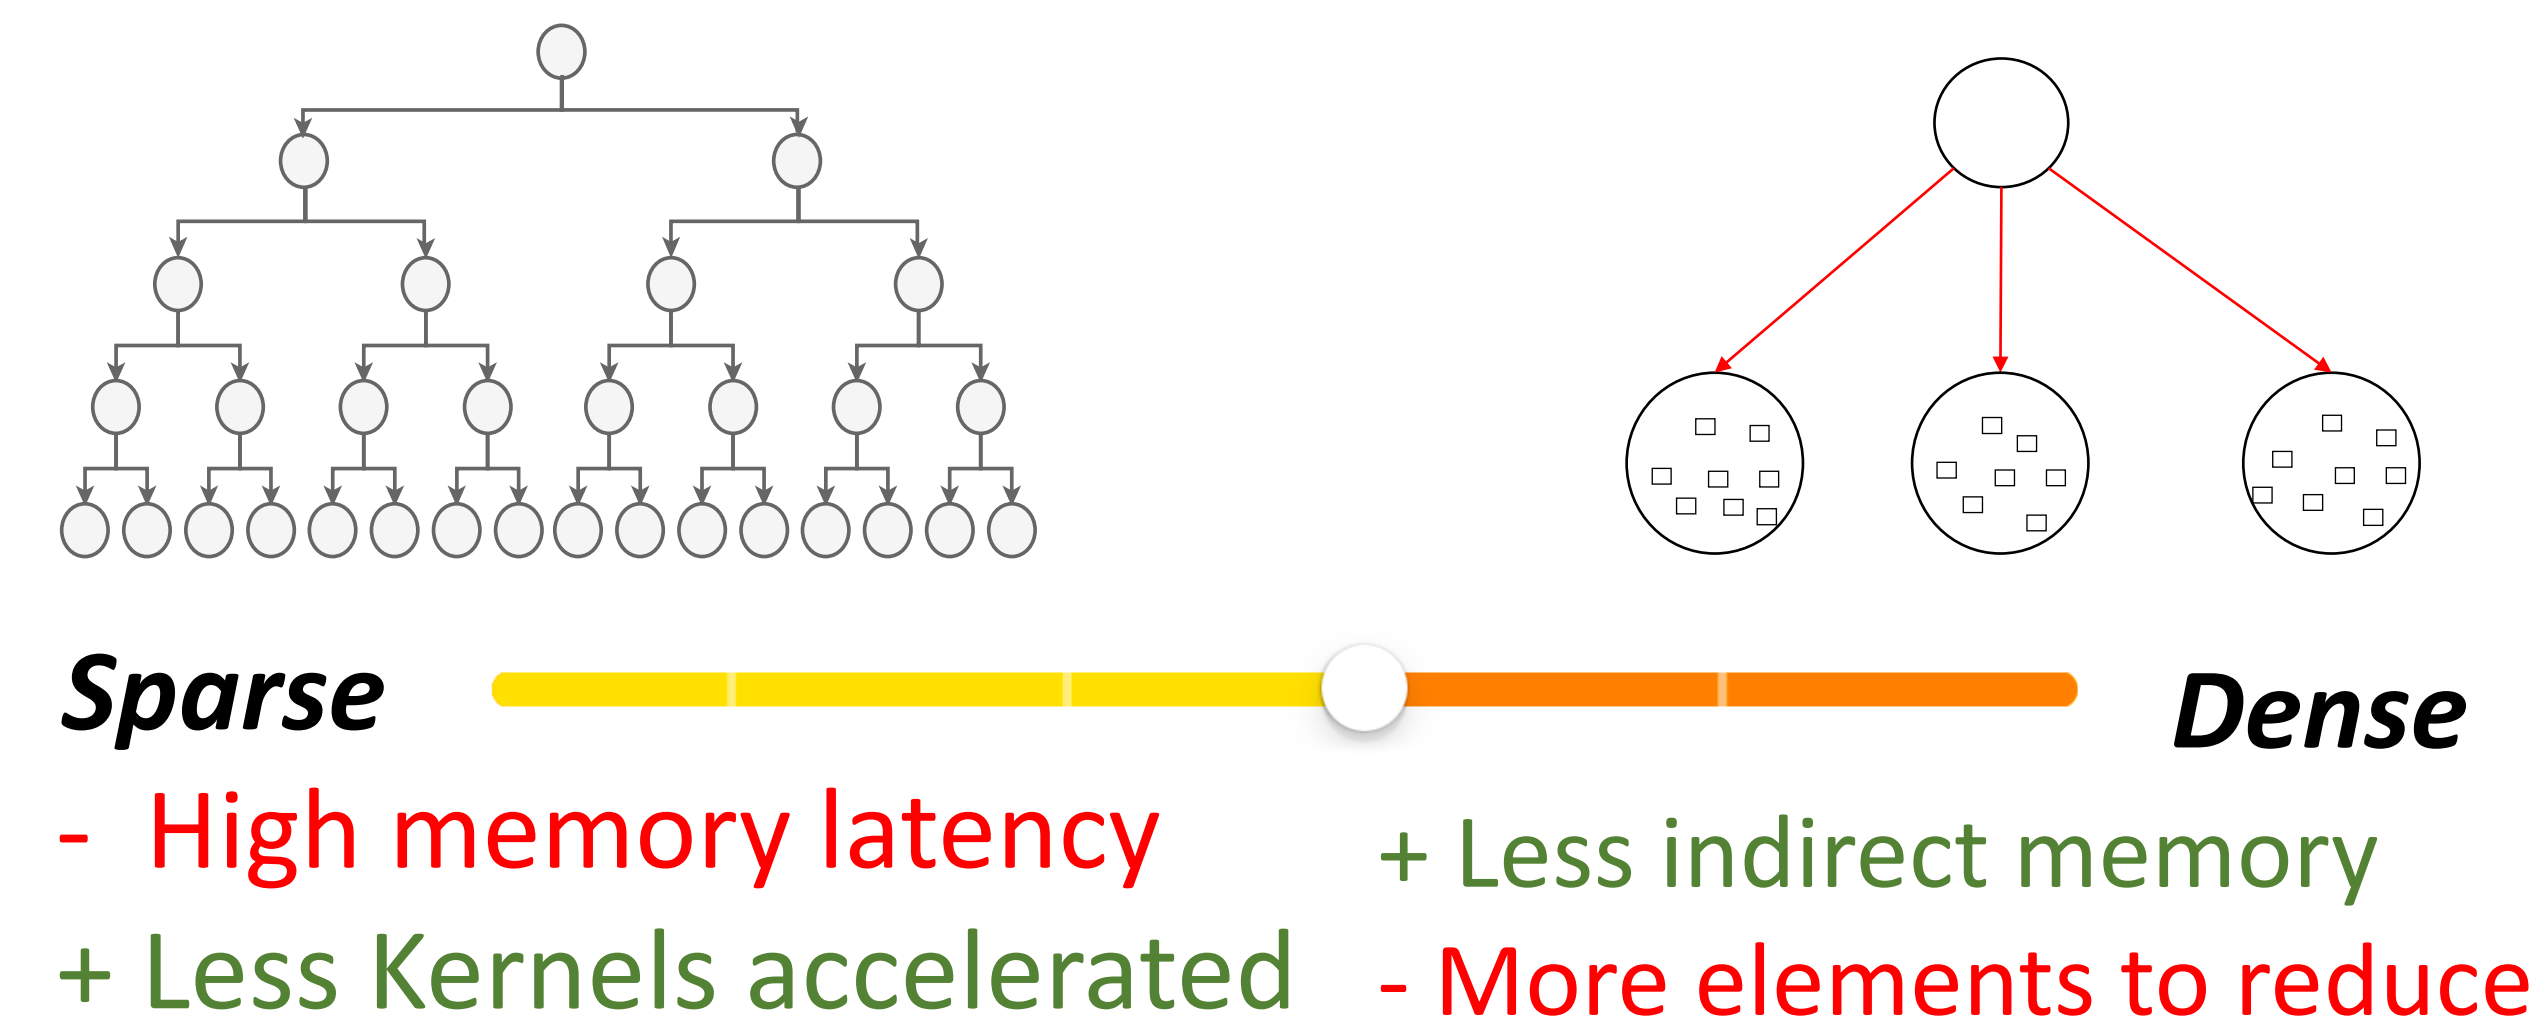 Sparse
Dense
- High memory latency
+ Less Kernels accelerated
+ Less indirect memory
- More elements to reduce